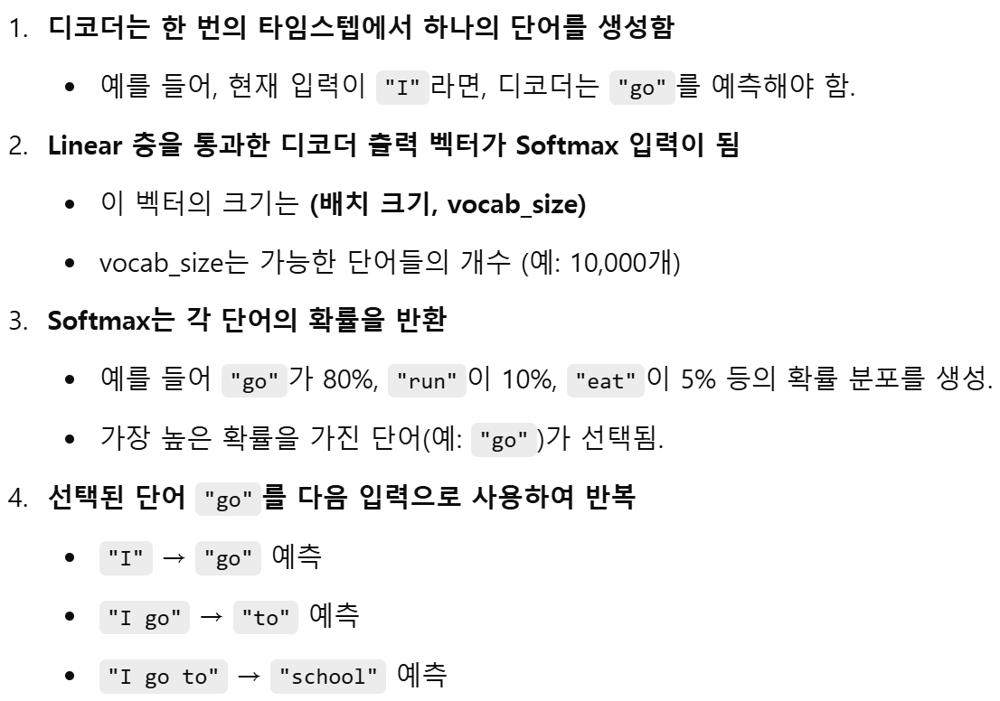 1. 디코더는 한 번의 타임스텝에서 하나의 단어를 생성함
• 예를 들어, 현재 입력이 "I"라면, 디코더는 "go"를 예측해야 함.
2. Linear 층을 통과한 디코더 출력 벡터가 Softmax 입력이 됨
• 이 벡터의 크기는 (배치 크기, vocab_size)
• vocab_size는 가능한 단어들의 개수 (예: 10,000개)
3. Softmax는 각 단어의 확률을 반환
• 예를 들어 "go"가 80%, "run"이 10%, "eat"이 5% 등의 확률 분포를 생성.
• 가장 높은 확률을 가진 단어(예: "go")가 선택됨.
4. 선택된 단어 "go"를 다음 입력으로 사용하여 반복
• "I" → "go" 예측
• "I go" → "to" 예측
• "I go to" → "school" 예측